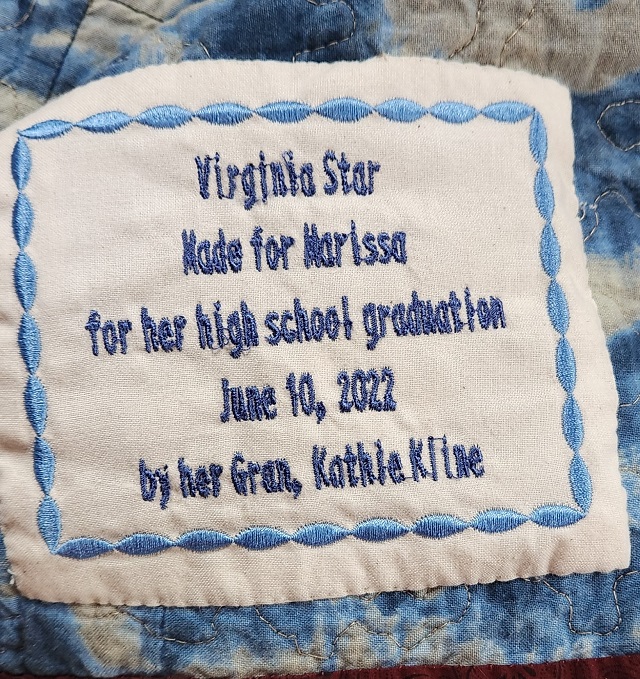 Virginia Star
Made for Marissa
for her high school graduation
June 10, 2022
by her Gran, Kathie Kline